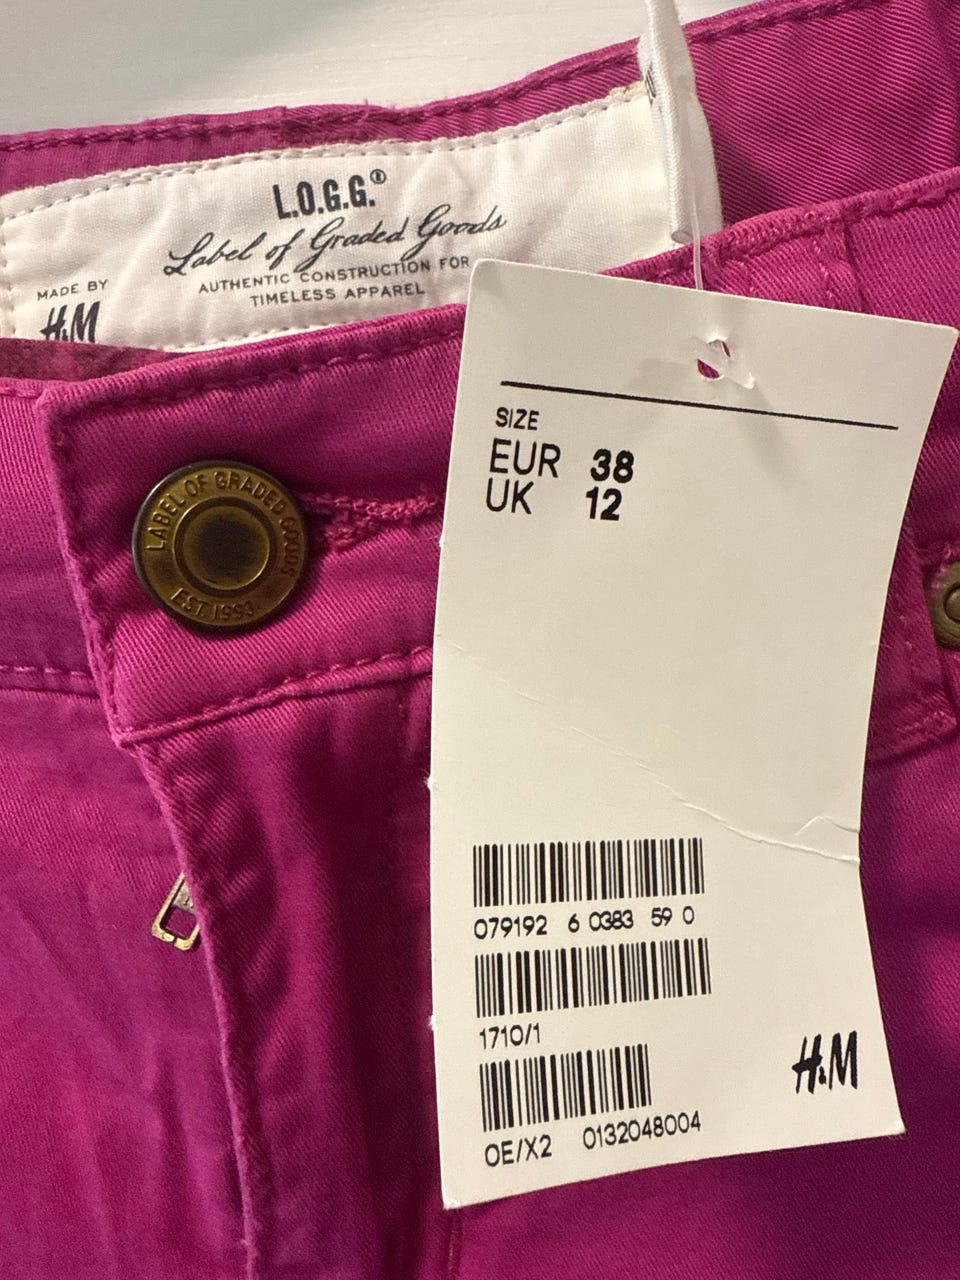 L.O.G.G.®
Label of Graded Goods
AUTHENTIC CONSTRUCTION FOR
TIMELESS APPAREL
MADE BY
H&M
LABEL OF GRADED GOODS
EST 1993
SIZE
EUR 38
UK 12
079192 6 0383 59 0
1710/1
OE/X2 0132048004
H&M